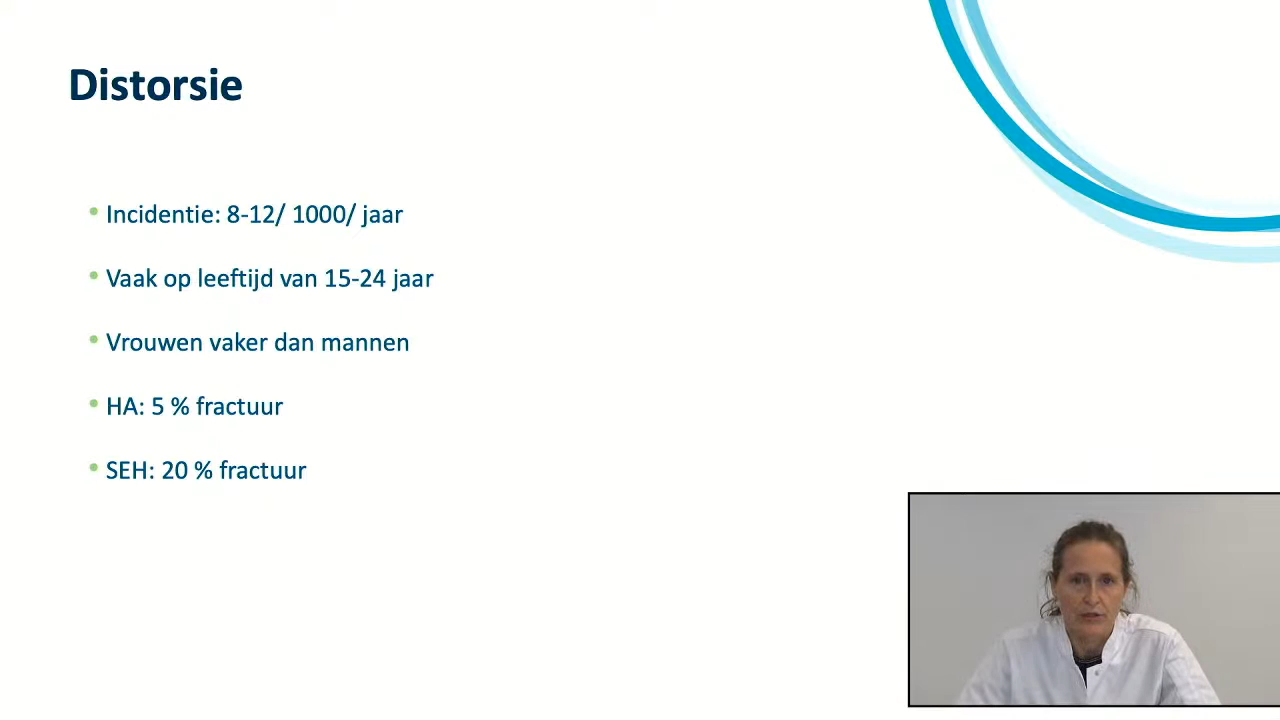 Distorsie
• Incidentie: 8-12/ 1000/ jaar
• Vaak op leeftijd van 15-24 jaar
• Vrouwen vaker dan mannen
• HA: 5 % fractuur
• SEH: 20 % fractuur